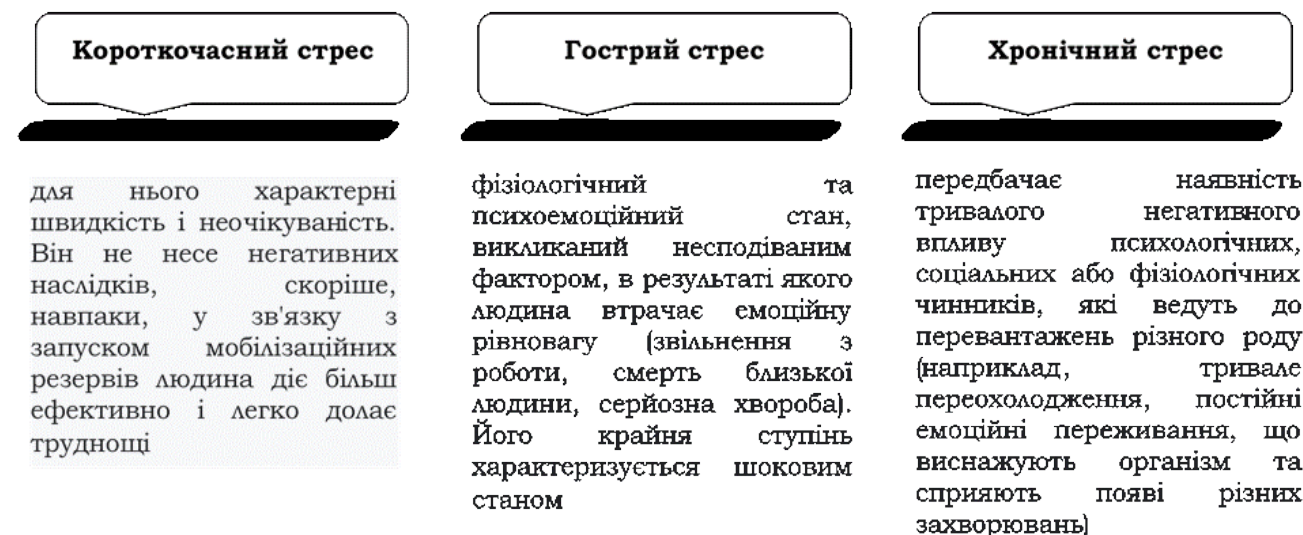 Короткочасний стрес
для нього характерні
швидкість і неочікуваність.
Він не несе негативних
наслідків, скоріше,
навпаки, у зв'язку з
запуском мобілізаційних
резервів людина діє більш
ефективно і легко долає
труднощі
Гострий стрес
фізіологічний та
психоемоційний стан,
викликаний несподіваним
фактором, в результаті якого
людина втрачає емоційну
рівновагу (звільнення з
роботи, смерть близької
людини, серйозна хвороба).
Його крайня ступінь
характеризується шоковим
станом
Хронічний стрес
передбачає наявність
тривалого негативного
впливу психологічних,
соціальних або фізіологічних
чинників, які ведуть до
перевантажень різного роду
(наприклад, тривале
переохолодження, постійні
емоційні переживання, що
виснажують організм та
сприяють появі різних
захворювань)